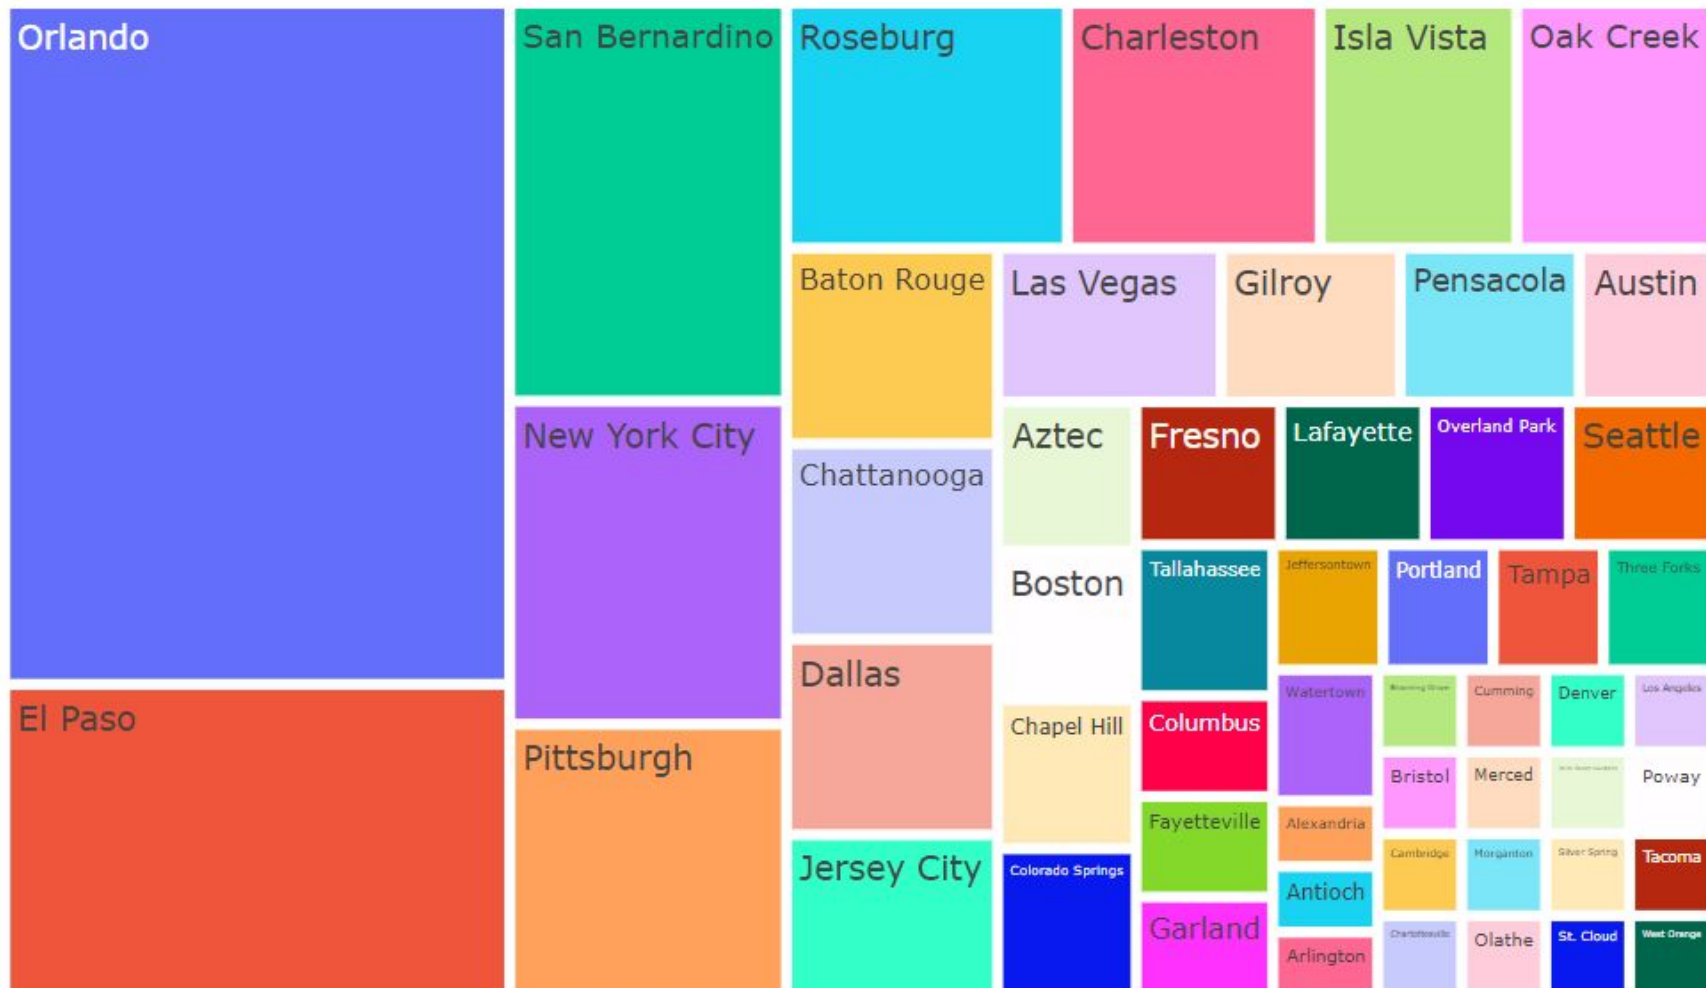 Orlando
El Paso
San Bernardino
New York City
Pittsburgh
Roseburg
Charleston
Isla Vista
Oak Creek
Baton Rouge
Chattanooga
Dallas
Jersey City
Las Vegas
Gilroy
Pensacola
Austin
Aztec
Boston
Chapel Hill
Colorado Springs
Fresno
Lafayette
Overland Park
Seattle
Tallahassee
Columbus
Fayetteville
Garland
Jeffersontown
Portland
Tampa
Three Forks
Watertown
Alexandria
Antioch
Arlington
Bristol
Cambridge
Charlottesville
Cumming
Merced
Morganton
Olathe
Denver
Silver Spring
St. Cloud
Los Angeles
Poway
Tacoma
West Orange